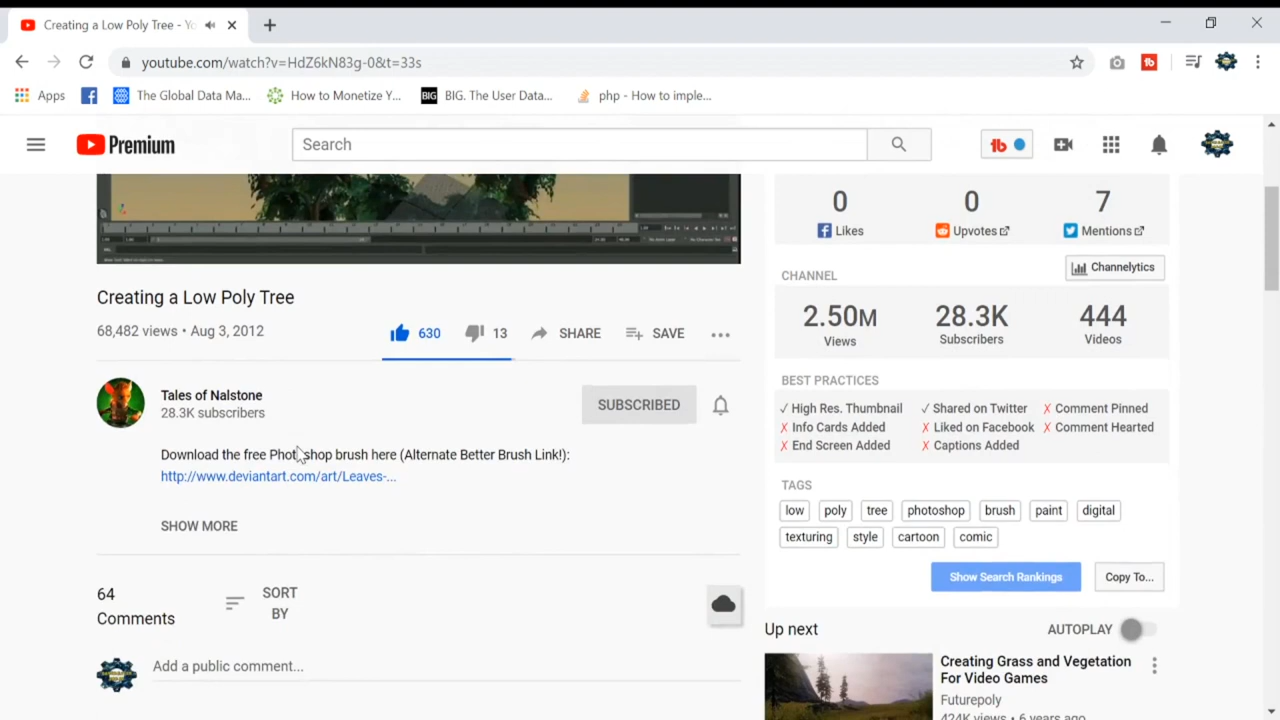 Creating a Low Poly Tree - Yo
youtube.com/watch?v=HdZ6kN83g-0&t=33s
Apps
The Global Data Ma...
How to Monetize Y...
BIG
BIG. The User Data...
php - How to imple...
Premium
Search
tb
Creating a Low Poly Tree
68,482 views • Aug 3, 2012
630
13
SHARE
SAVE
Tales of Nalstone
28.3K subscribers
SUBSCRIBED
Download the free Photoshop brush here (Alternate Better Brush Link!):
http://www.deviantart.com/art/Leaves-...
SHOW MORE
64
Comments
SORT
BY
Add a public comment...
0
Likes
0
Upvotes
7
Mentions
CHANNEL
Channelytics
2.50M
Views
28.3K
Subscribers
444
Videos
BEST PRACTICES
✓ High Res. Thumbnail
✓ Shared on Twitter
✗ Comment Pinned
✗ Info Cards Added
✗ Liked on Facebook
✗ Comment Hearted
✗ End Screen Added
✗ Captions Added
TAGS
low
poly
tree
photoshop
brush
paint
digital
texturing
style
cartoon
comic
Show Search Rankings
Copy To...
Up next
AUTOPLAY
Creating Grass and Vegetation
For Video Games
Futurepoly
424K views • 6 years ago